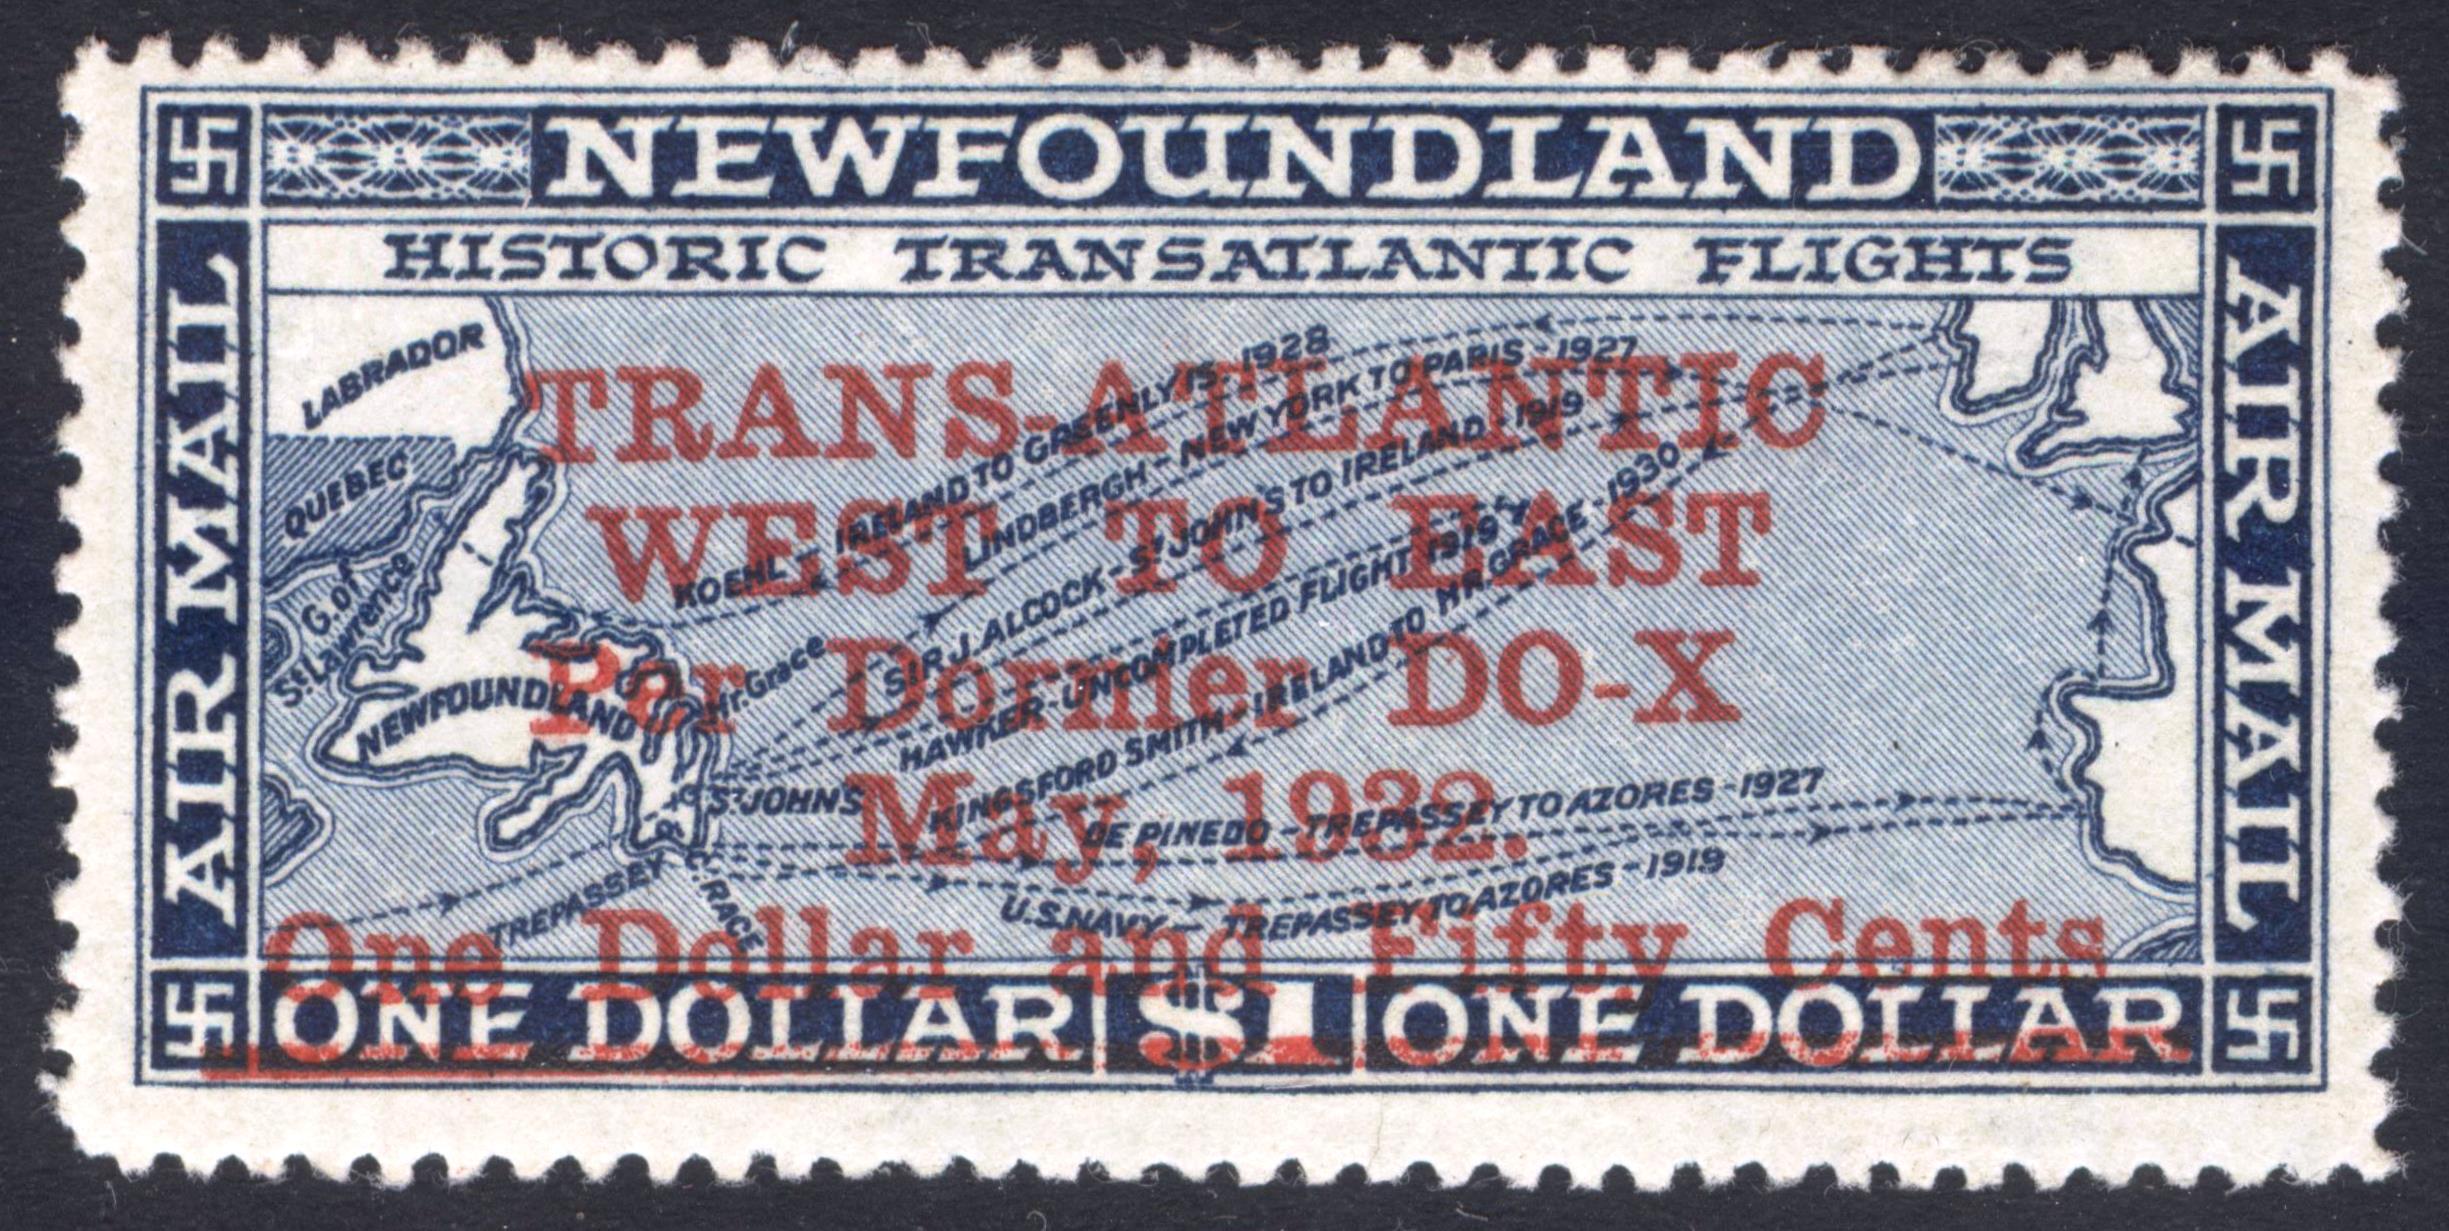 NEWFOUNDLAND
HISTORIC TRANSATLANTIC FLIGHTS
AIR MAIL
AIR MAIL
LABRADOR
QUEBEC
G. of
St. Lawrence
NEWFOUNDLAND
Hr. Grace
ST JOHN'S
TREPASSEY
C. RACE
KOEHL - IRELAND TO GREENLY IS. 1928
LINDBERGH - NEW YORK TO PARIS - 1927
SIR J. ALCOCK - ST JOHN'S TO IRELAND - 1919
HAWKER - UNCOMPLETED FLIGHT 1919
KINGSFORD SMITH - IRELAND TO HR. GRACE - 1930
DE PINEDO - TREPASSEY TO AZORES - 1927
U.S. NAVY - TREPASSEY TO AZORES - 1919
TRANS-ATLANTIC
WEST TO EAST
Per Dornier DO-X
May, 1932.
One Dollar and Fifty Cents
ONE DOLLAR $1 ONE DOLLAR